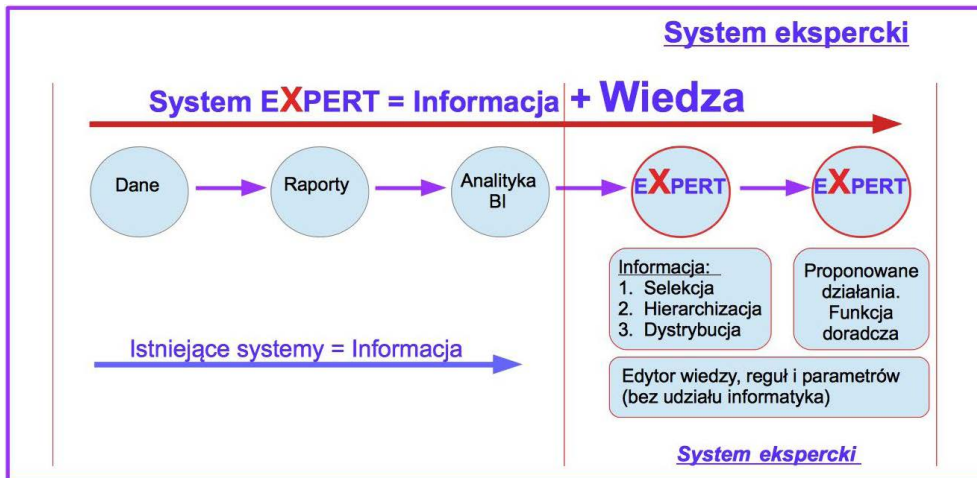 System ekspercki
System EXPERT = Informacja + Wiedza
Dane
Raporty
Analityka
BI
EXPERT
EXPERT
Informacja:
1. Selekcja
2. Hierarchizacja
3. Dystrybucja
Proponowane
działania.
Funkcja
doradcza
Istniejące systemy = Informacja
Edytor wiedzy, reguł i parametrów
(bez udziału informatyka)
System ekspercki